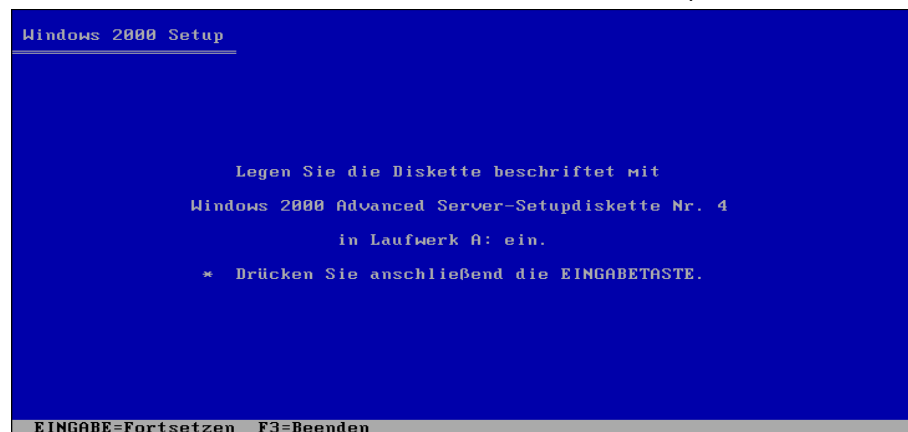 Windows 2000 Setup
Legen Sie die Diskette beschriftet mit
Windows 2000 Advanced Server-Setupdiskette Nr. 4
in Laufwerk A: ein.
* Drücken Sie anschließend die EINGABETASTE.
EINGABE=Fortsetzen F3=Beenden